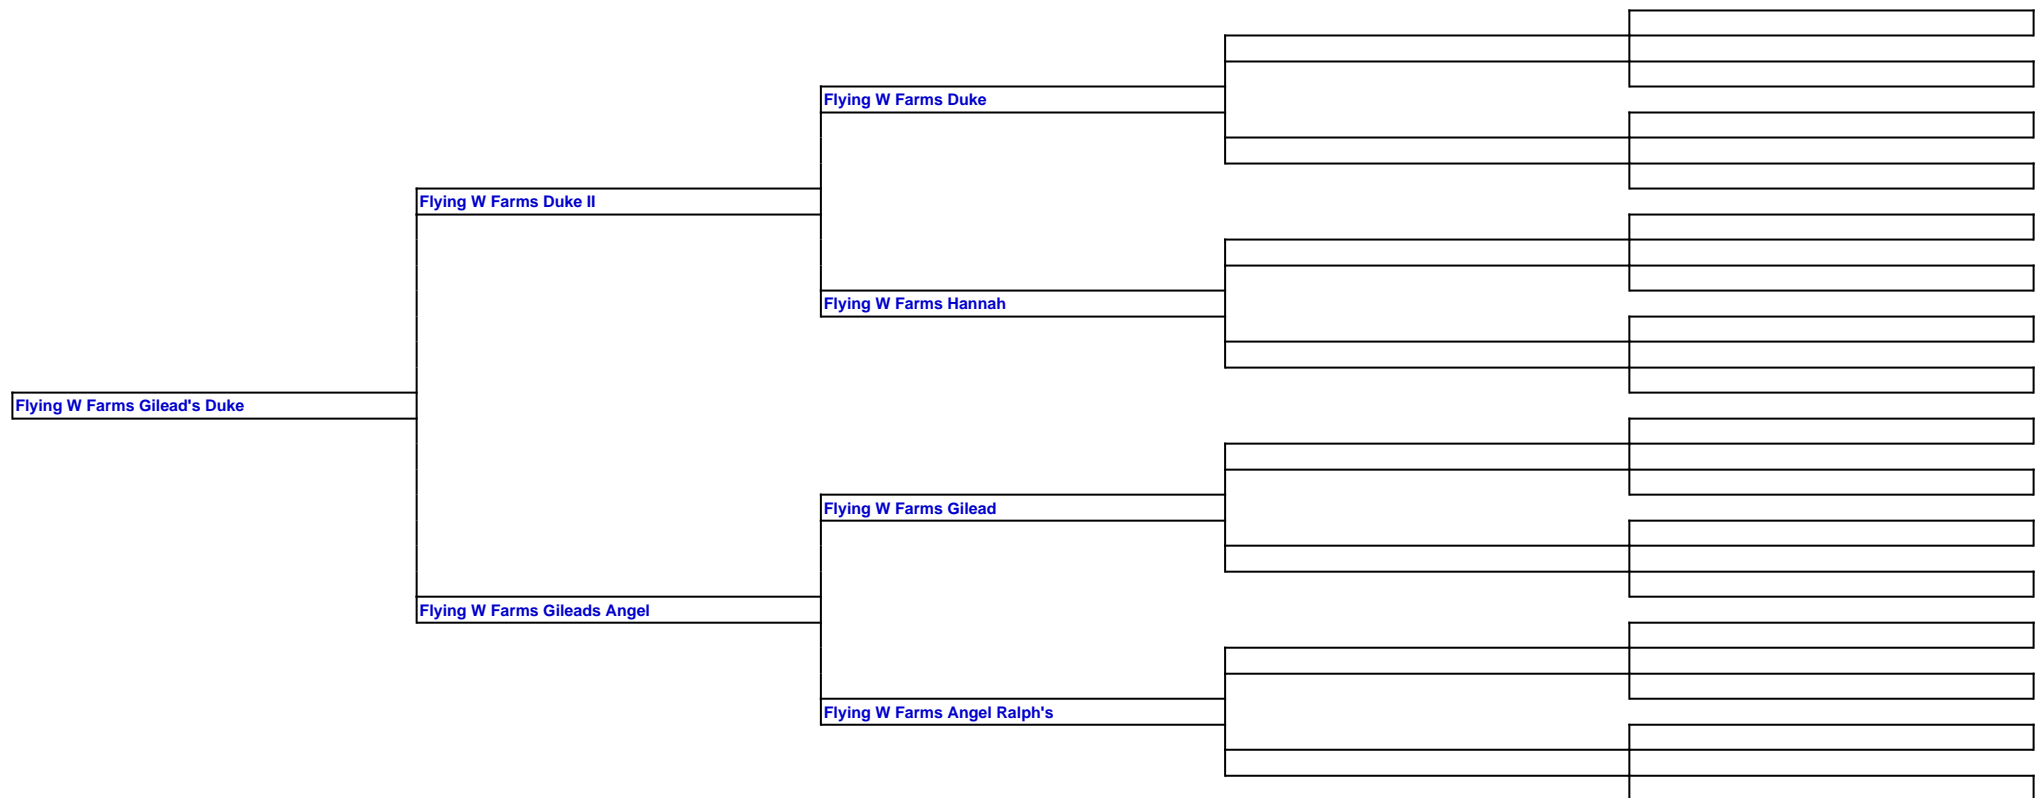 Flying W Farms Duke
Flying W Farms Duke II
Flying W Farms Hannah
Flying W Farms Gilead's Duke
Flying W Farms Gilead
Flying W Farms Gileads Angel
Flying W Farms Angel Ralph's